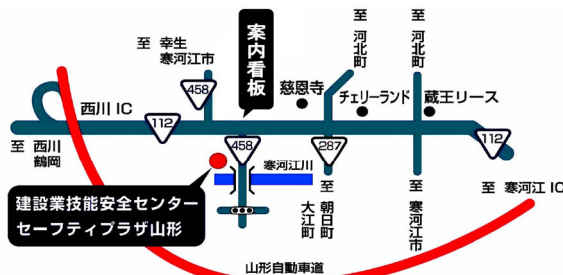 至 幸生
寒河江市
458
案内看板
至 河北町
至 河北町
慈恩寺
チェリーランド
蔵王リース
西川 IC
112
至 西川
鶴岡
458
寒河江川
287
112
至 寒河江 IC
建設業技能安全センター
セーフティプラザ山形
至 朝日町
大江町
至 寒河江市
山形自動車道